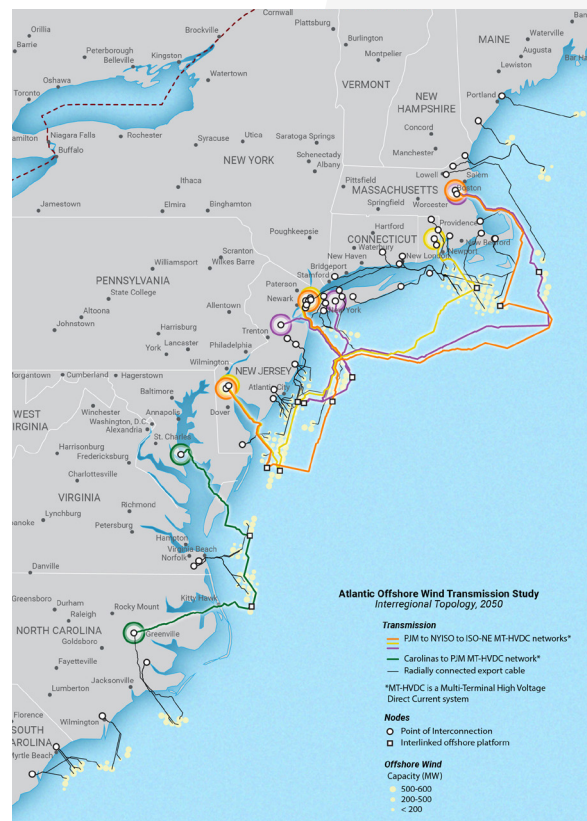 Cornwall
Plattsburg
Bangor
Orillia
Barrie
Brockville
Burlington
Montpelier
Waterville
Augusta
MAINE
Lewiston
Peterborough
Belleville
Kingston
Watertown
Oshawa
Toronto
VERMONT
NEW
HAMPSHIRE
Portland
Hamilton
Niagara Falls
Buffalo
Rochester
Syracuse
Utica
Saratoga Springs
Concord
Manchester
NEW YORK
Schenectady
Albany
Lowell
Salem
Ithaca
Pittsfield
MASSACHUSETTS
Boston
Jamestown
Elmira
Binghamton
Springfield
Worcester
Poughkeepsie
Hartford
Providence
CONNECTICUT
New Bedford
Waterbury
Newport
Scranton
Wilkes Barre
New Haven
New London
Williamsport
Bridgeport
Stamford
PENNSYLVANIA
State College
Paterson
Newark
New York
Altoona
Johnstown
Allentown
Harrisburg
Trenton
Lancaster
York
Philadelphia
Wilmington
NEW JERSEY
Morgantown
Cumberland
Hagerstown
Baltimore
Atlantic City
WEST
VIRGINIA
Winchester
Annapolis
Dover
Washington, D.C.
Alexandria
St. Charles
Harrisonburg
Fredericksburg
Charlottesville
VIRGINIA
Richmond
Roanoke
Lynchburg
Petersburg
Hampton
Virginia Beach
Norfolk
Danville
Kitty Hawk
Greensboro
Durham
Raleigh
Rocky Mount
NORTH CAROLINA
Greenville
Goldsboro
Fayetteville
Jacksonville
Lumberton
Florence
Wilmington
SOUTH
CAROLINA
Myrtle Beach
Atlantic Offshore Wind Transmission Study
Interregional Topology, 2050
Transmission
PJM to NYISO to ISO-NE MT-HVDC networks*
Carolinas to PJM MT-HVDC network*
Radially connected export cable
*MT-HVDC is a Multi-Terminal High Voltage
Direct Current system
Nodes
Point of Interconnection
Interlinked offshore platform
Offshore Wind
Capacity (MW)
500-600
200-500
< 200